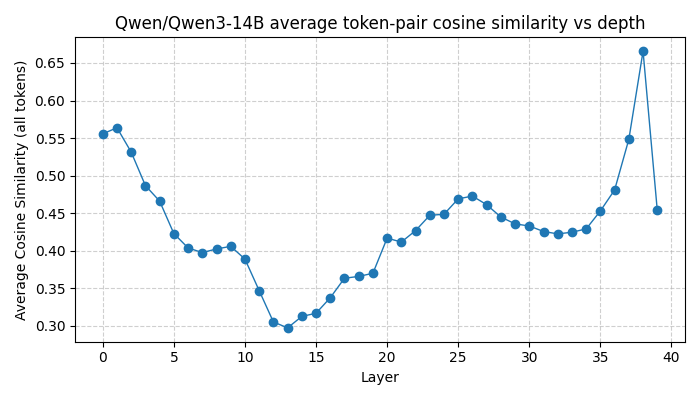 Qwen/Qwen3-14B average token-pair cosine similarity vs depth
Average Cosine Similarity (all tokens)
0.65
0.60
0.55
0.50
0.45
0.40
0.35
0.30
0 5 10 15 20 25 30 35 40
Layer